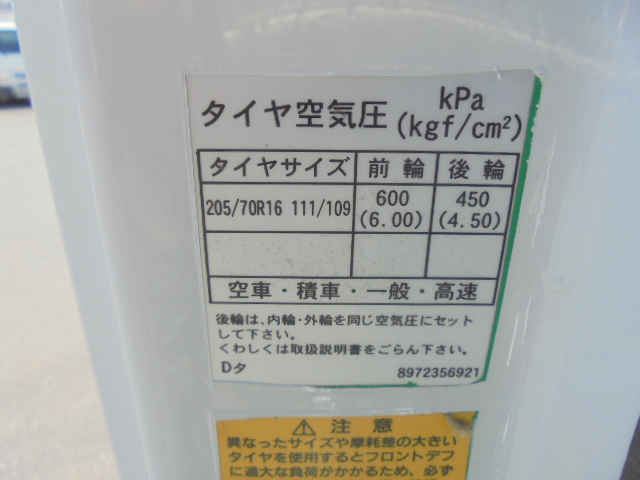 タイヤ空気圧 kPa
(kgf/cm²)
タイヤサイズ 前輪 後輪
205/70R16 111/109 600 450
(6.00) (4.50)
空車・積車・一般・高速
後輪は、内輪・外輪を同じ空気圧にセット
して下さい。
くわしくは取扱説明書をごらん下さい。
Dタ 8972356921
⚠ 注意
異なったサイズや摩耗差の大きい
タイヤを使用するとフロントデフ
に過大な負荷がかかるため、必ず